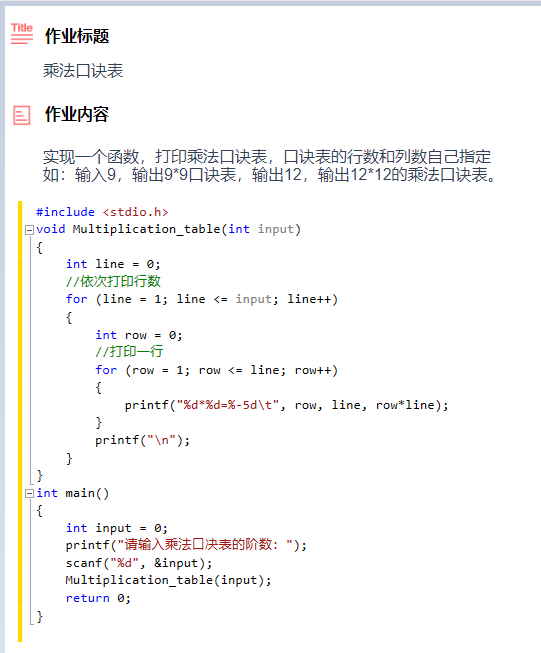 Title 作业标题
乘法口诀表
作业内容
实现一个函数，打印乘法口诀表，口诀表的行数和列数自己指定
如：输入9，输出9*9口诀表，输出12，输出12*12的乘法口诀表。
#include <stdio.h>
void Multiplication_table(int input)
{
    int line = 0;
    //依次打印行数
    for (line = 1; line <= input; line++)
    {
        int row = 0;
        //打印一行
        for (row = 1; row <= line; row++)
        {
            printf("%d*%d=%-5d\t", row, line, row*line);
        }
        printf("\n");
    }
}
int main()
{
    int input = 0;
    printf("请输入乘法口决表的阶数：");
    scanf("%d", &input);
    Multiplication_table(input);
    return 0;
}